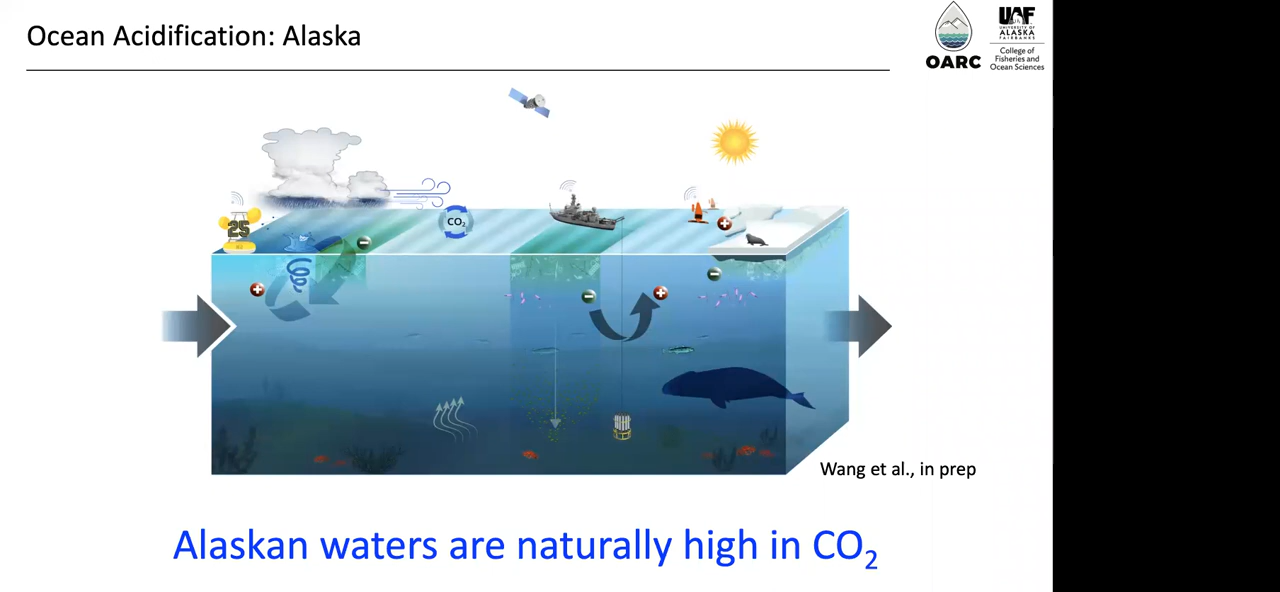 Ocean Acidification: Alaska
OARC
UAF
UNIVERSITY OF
ALASKA
FAIRBANKS
College of
Fisheries and
Ocean Sciences
25
CO₂
Wang et al., in prep
Alaskan waters are naturally high in CO₂